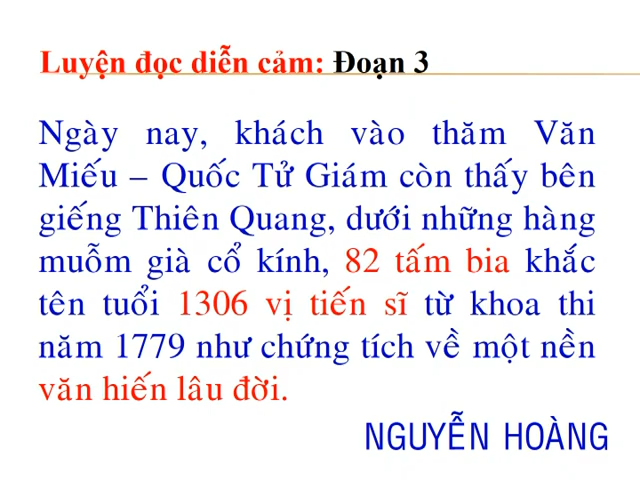 Luyện đọc diễn cảm: Đoạn 3
Ngày nay, khách vào thăm Văn
Miếu – Quốc Tử Giám còn thấy bên
giếng Thiên Quang, dưới những hàng
muỗm già cổ kính, 82 tấm bia khắc
tên tuổi 1306 vị tiến sĩ từ khoa thi
năm 1779 như chứng tích về một nền
văn hiến lâu đời.
NGUYỄN HOÀNG